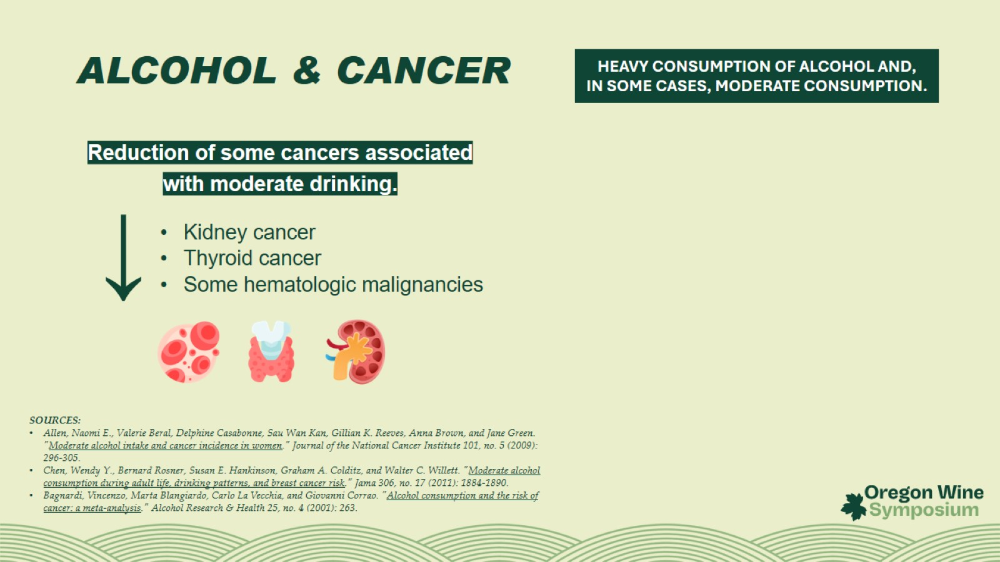 ALCOHOL & CANCER
HEAVY CONSUMPTION OF ALCOHOL AND,
IN SOME CASES, MODERATE CONSUMPTION.
Reduction of some cancers associated
with moderate drinking.
• Kidney cancer
• Thyroid cancer
• Some hematologic malignancies
SOURCES:
• Allen, Naomi E., Valerie Beral, Delphine Casabonne, Sau Wan Kan, Gillian K. Reeves, Anna Brown, and Jane Green.
"Moderate alcohol intake and cancer incidence in women." Journal of the National Cancer Institute 101, no. 5 (2009):
296-305.
• Chen, Wendy Y., Bernard Rosner, Susan E. Hankinson, Graham A. Colditz, and Walter C. Willett. "Moderate alcohol
consumption during adult life, drinking patterns, and breast cancer risk." Jama 306, no. 17 (2011): 1884-1890.
• Bagnardi, Vincenzo, Marta Blangiardo, Carlo La Vecchia, and Giovanni Corrao. "Alcohol consumption and the risk of
cancer: a meta-analysis." Alcohol Research & Health 25, no. 4 (2001): 263.
Oregon Wine
Symposium